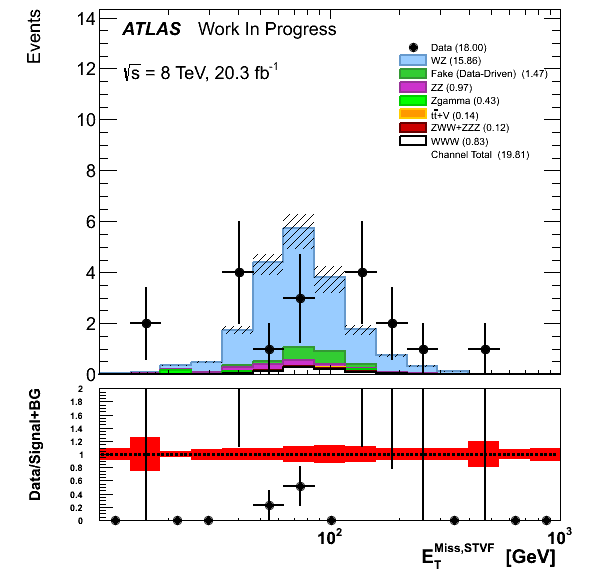 Events
14
12
10
8
6
4
2
0
ATLAS Work In Progress
√s = 8 TeV, 20.3 fb⁻¹
Data (18.00)
WZ (15.86)
Fake (Data-Driven) (1.47)
ZZ (0.97)
Zgamma (0.43)
tt̄+V (0.14)
ZWW+ZZZ (0.12)
WWW (0.83)
Channel Total (19.81)
Data/Signal+BG
2
1.8
1.6
1.4
1.2
1
0.8
0.6
0.4
0.2
0
10² 10³
E_T^Miss,STVF [GeV]